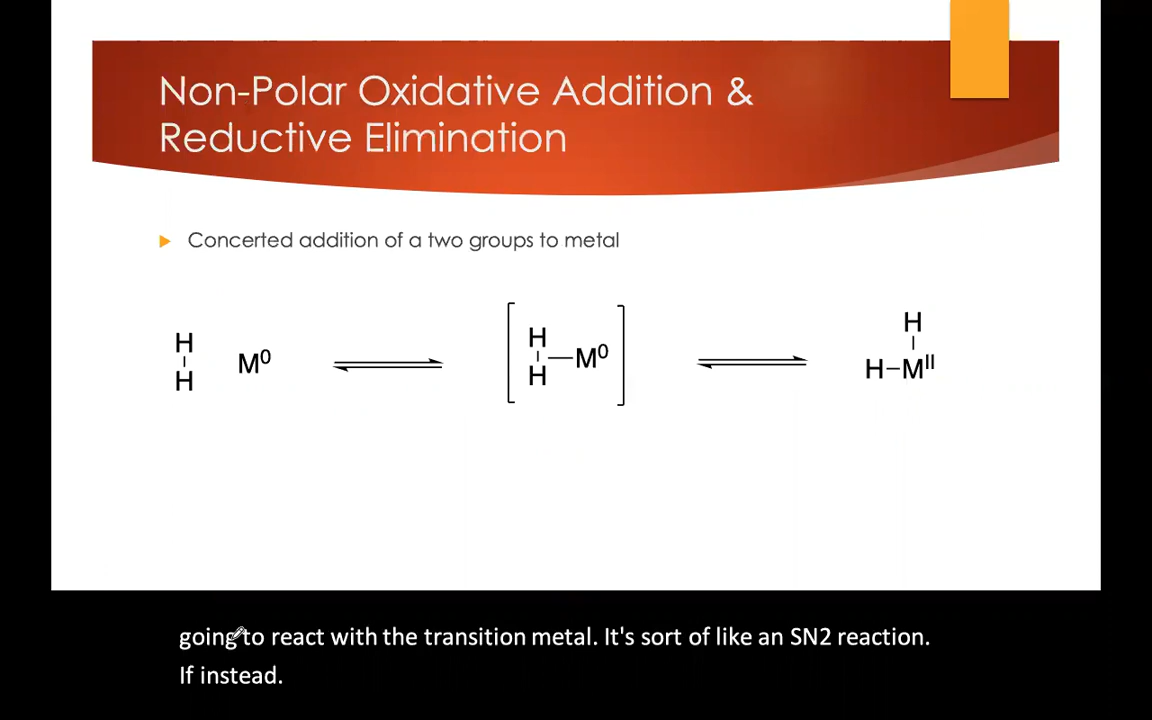 Non-Polar Oxidative Addition &
Reductive Elimination
Concerted addition of a two groups to metal
H
H
M⁰
H
H
M⁰
H
H–Mᴵᴵ
going to react with the transition metal. It's sort of like an SN2 reaction.
If instead.